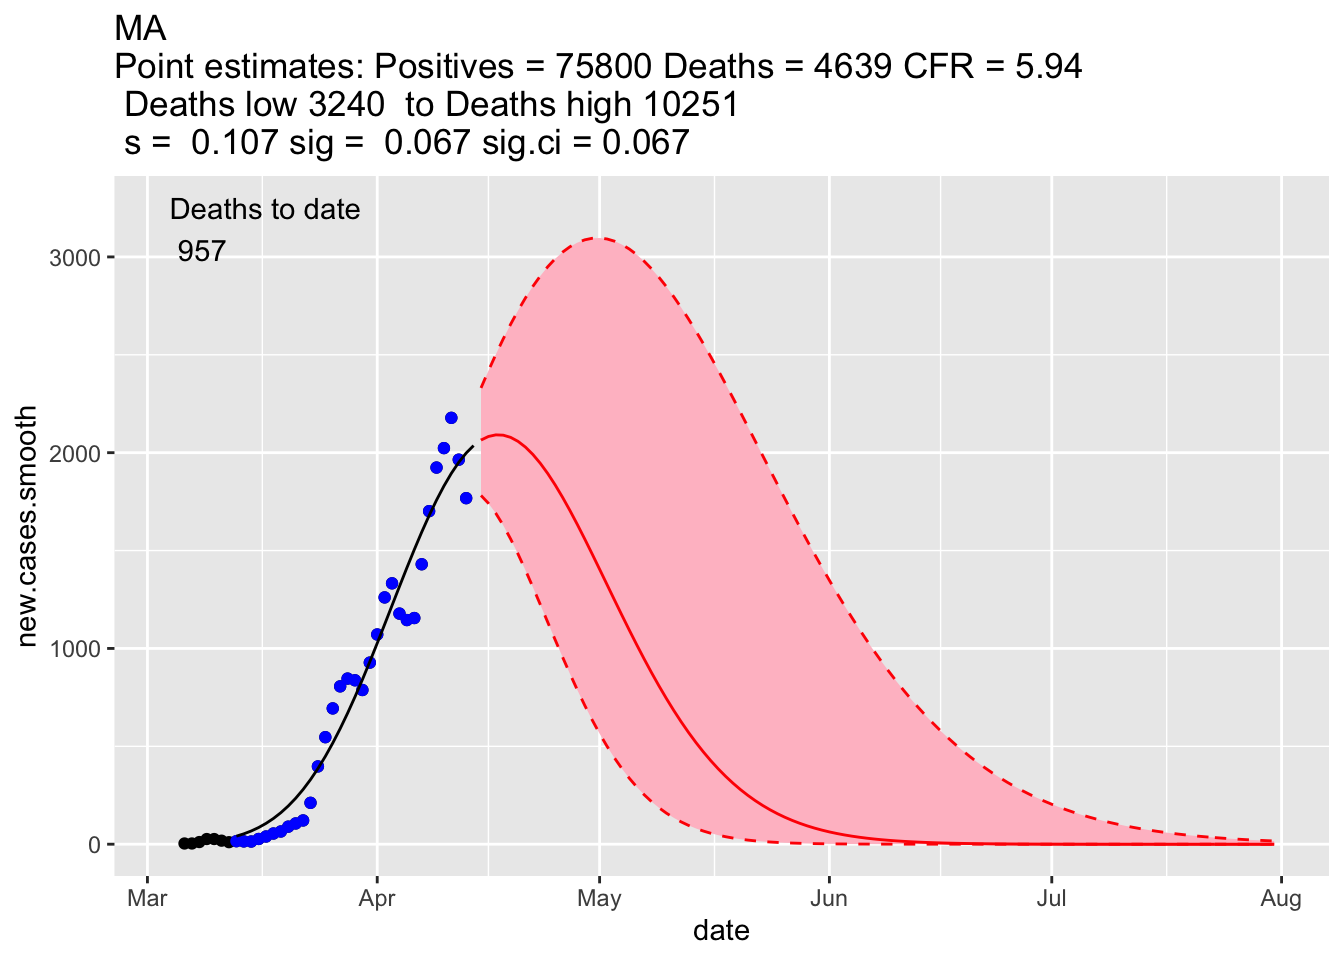 MA
Point estimates: Positives = 75800 Deaths = 4639 CFR = 5.94
Deaths low 3240  to Deaths high 10251
s =  0.107 sig =  0.067 sig.ci = 0.067
Deaths to date
957
3000
2000
1000
0
new.cases.smooth
Mar Apr May Jun Jul Aug
date